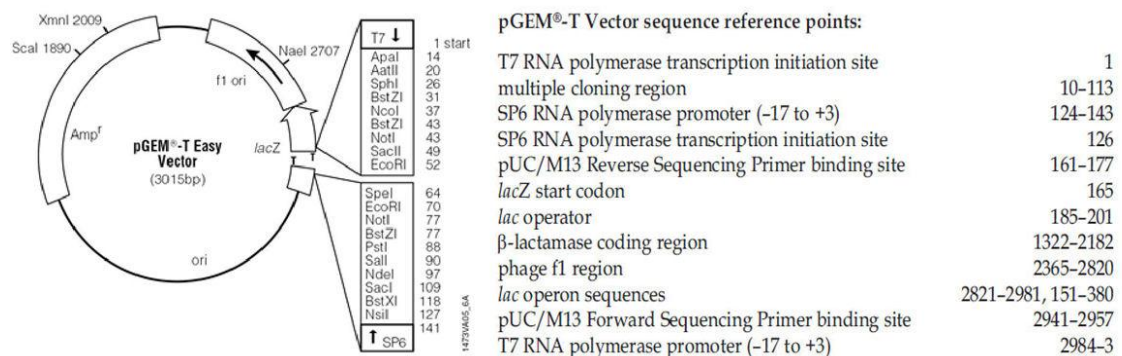 XmnI 2009
ScaI 1890
NaeI 2707
f1 ori
Ampʳ
pGEM®-T Easy
Vector
(3015bp)
lacZ
T T
ori
T7 ↓
1 start
ApaI 14
AatII 20
SphI 26
BstZI 31
NcoI 37
BstZI 43
NotI 43
SacII 49
EcoRI 52
SpeI 64
EcoRI 70
NotI 77
BstZI 77
PstI 88
SalI 90
NdeI 97
SacI 109
BstXI 118
NsiI 127
141
↑ SP6
1473VA05_6A
pGEM®-T Vector sequence reference points:
T7 RNA polymerase transcription initiation site 1
multiple cloning region 10–113
SP6 RNA polymerase promoter (–17 to +3) 124–143
SP6 RNA polymerase transcription initiation site 126
pUC/M13 Reverse Sequencing Primer binding site 161–177
lacZ start codon 165
lac operator 185–201
β-lactamase coding region 1322–2182
phage f1 region 2365–2820
lac operon sequences 2821–2981, 151–380
pUC/M13 Forward Sequencing Primer binding site 2941–2957
T7 RNA polymerase promoter (–17 to +3) 2984–3